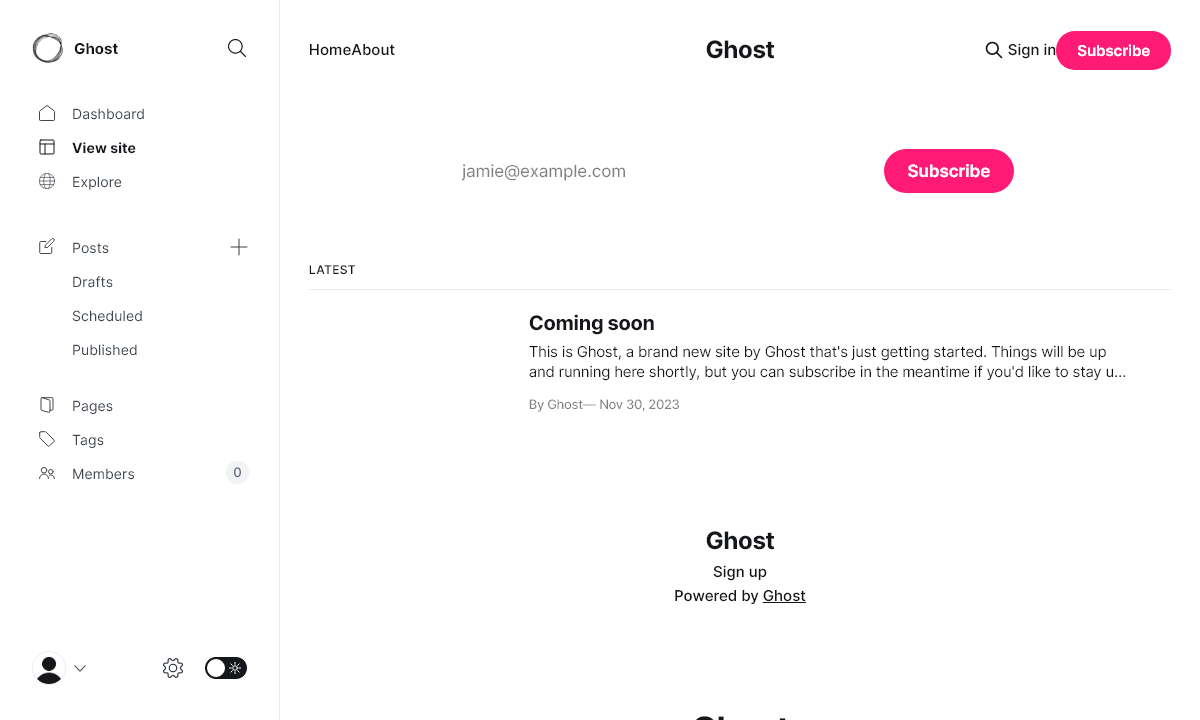 Ghost
Dashboard
View site
Explore
Posts
Drafts
Scheduled
Published
Pages
Tags
Members
0
Home
About
Ghost
Sign in
Subscribe
jamie@example.com
Subscribe
LATEST
Coming soon
This is Ghost, a brand new site by Ghost that's just getting started. Things will be up
and running here shortly, but you can subscribe in the meantime if you'd like to stay u...
By Ghost— Nov 30, 2023
Ghost
Sign up
Powered by Ghost